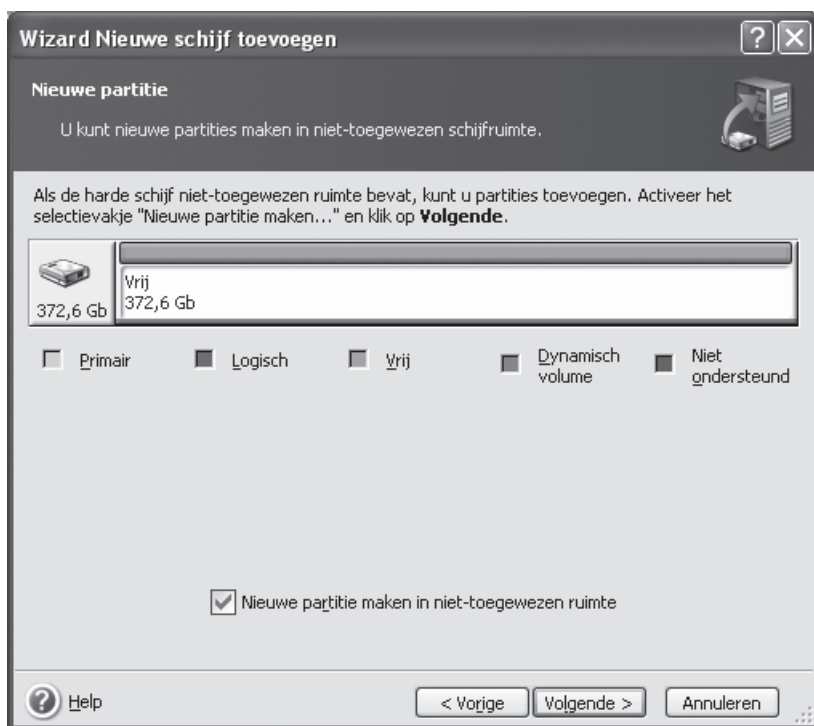 Wizard Nieuwe schijf toevoegen
Nieuwe partitie
U kunt nieuwe partities maken in niet-toegewezen schijfruimte.
Als de harde schijf niet-toegewezen ruimte bevat, kunt u partities toevoegen. Activeer het
selectievakje "Nieuwe partitie maken..." en klik op Volgende.
372,6 Gb
Vrij
372,6 Gb
Primair
Logisch
Vrij
Dynamisch
volume
Niet
ondersteund
Nieuwe partitie maken in niet-toegewezen ruimte
Help
< Vorige
Volgende >
Annuleren